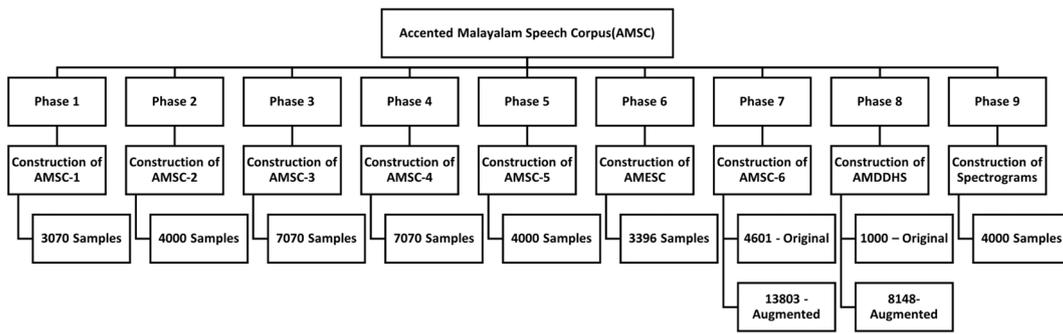 Accented Malayalam Speech Corpus(AMSC)
Phase 1
Phase 2
Phase 3
Phase 4
Phase 5
Phase 6
Phase 7
Phase 8
Phase 9
Construction of
AMSC-1
Construction of
AMSC-2
Construction of
AMSC-3
Construction of
AMSC-4
Construction of
AMSC-5
Construction of
AMESC
Construction of
AMSC-6
Construction of
AMDDHS
Construction of
Spectrograms
3070 Samples
4000 Samples
7070 Samples
7070 Samples
4000 Samples
3396 Samples
4601 - Original
1000 – Original
4000 Samples
13803 -
Augmented
8148-
Augmented